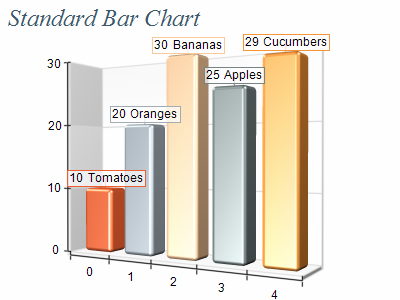 Standard Bar Chart
30 Bananas
29 Cucumbers
30
25 Apples
20 Oranges
20
10 Tomatoes
10
0
0
1
2
3
4